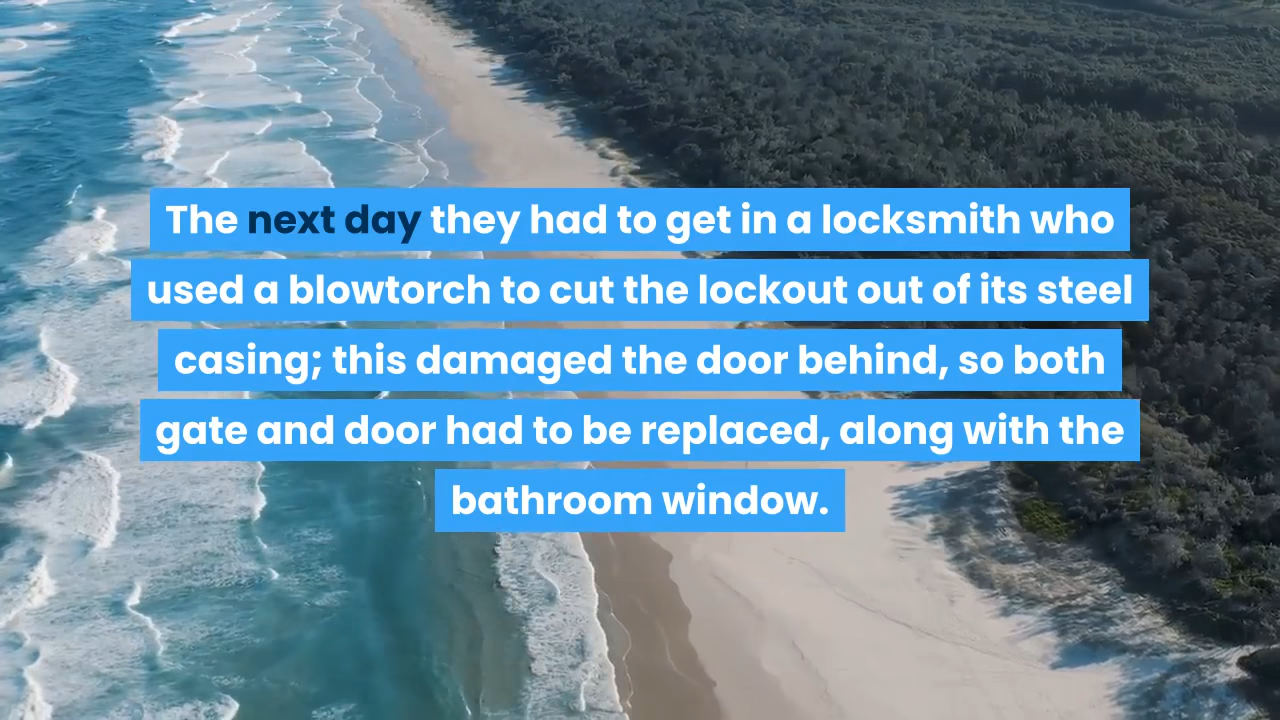 The next day they had to get in a locksmith who
used a blowtorch to cut the lockout out of its steel
casing; this damaged the door behind, so both
gate and door had to be replaced, along with the
bathroom window.